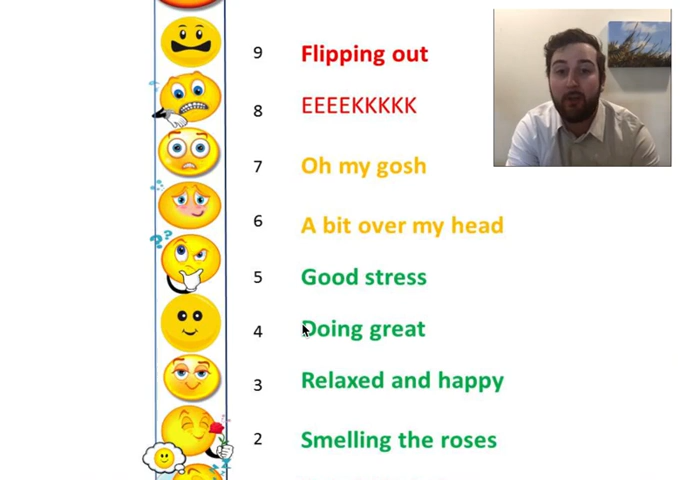 9 Flipping out
8 EEEEKKKKK
7 Oh my gosh
6 A bit over my head
5 Good stress
4 Doing great
3 Relaxed and happy
2 Smelling the roses